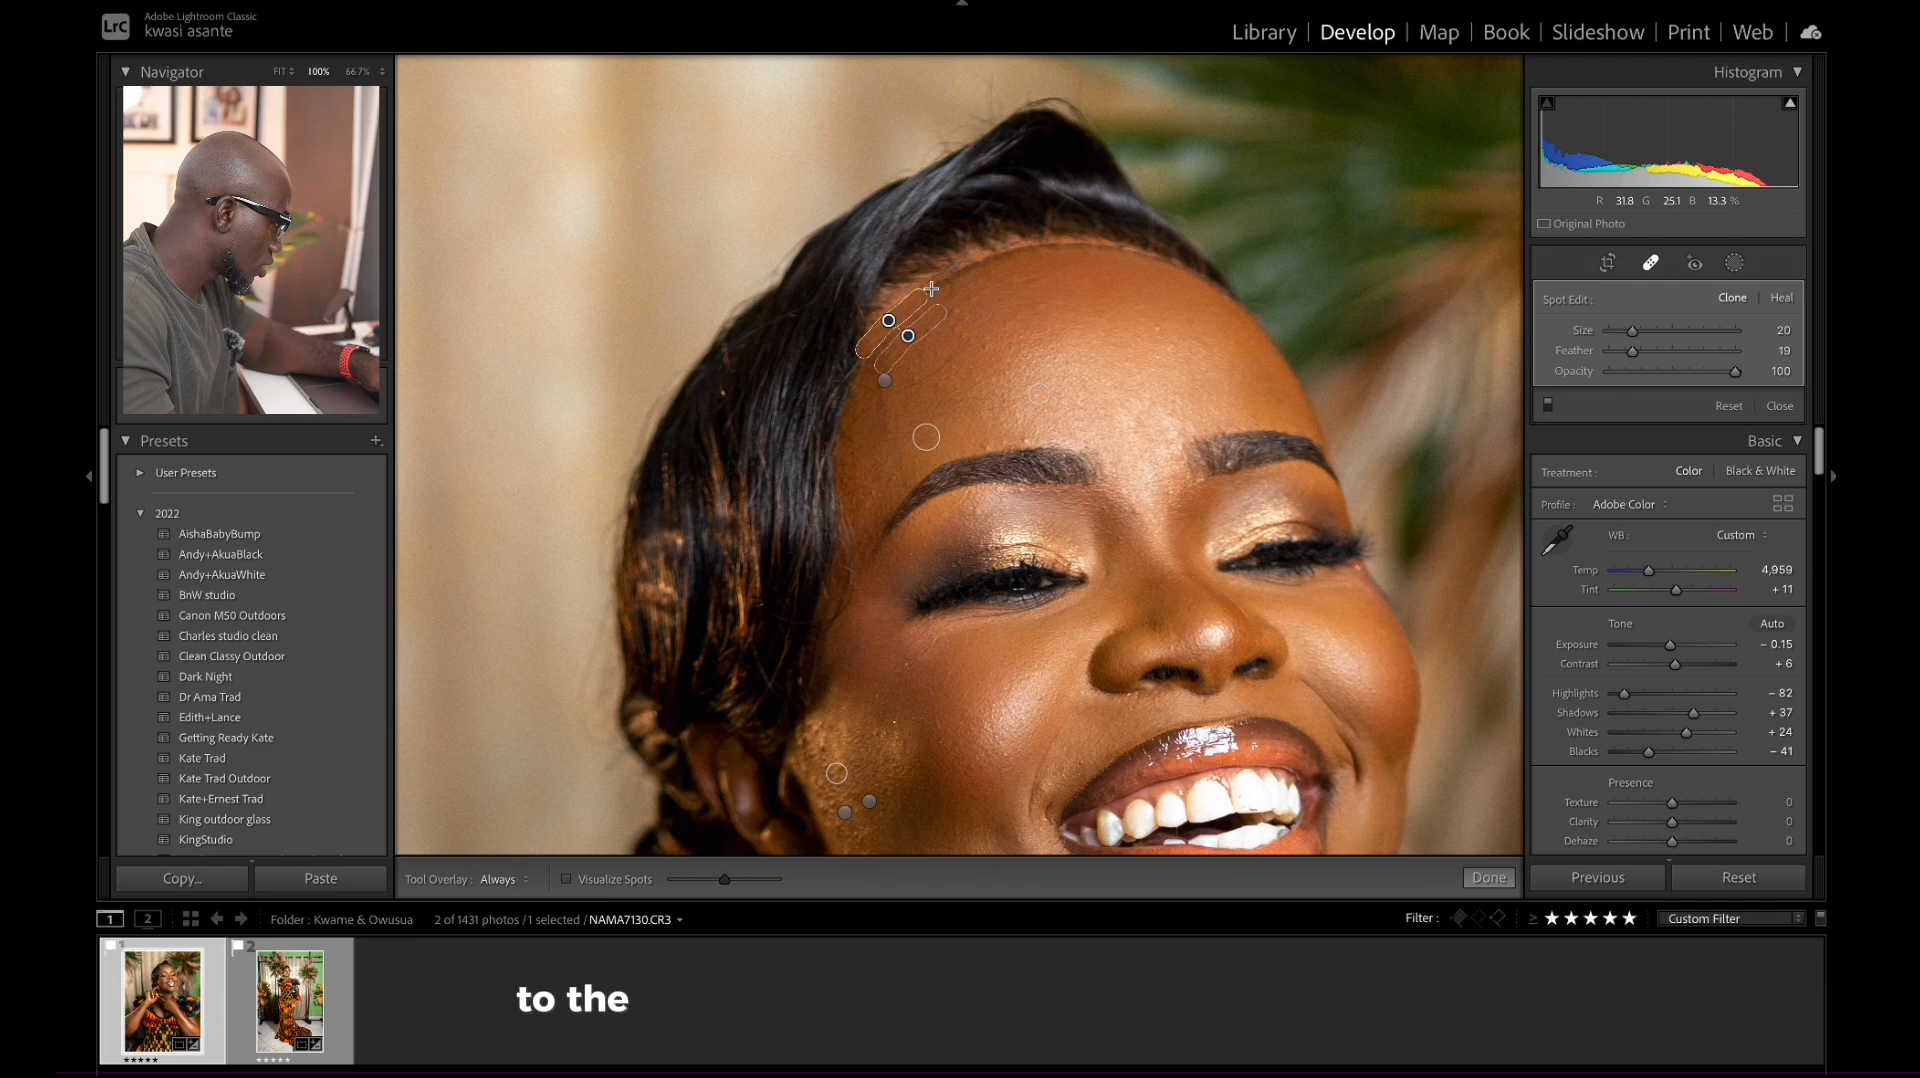 LrC
Adobe Lightroom Classic
kwasi asante
Library | Develop | Map | Book | Slideshow | Print | Web
Navigator FIT 100% 66.7%
Presets +
User Presets
2022
AishaBabyBump
Andy+AkuaBlack
Andy+AkuaWhite
BnW studio
Canon M50 Outdoors
Charles studio clean
Clean Classy Outdoor
Dark Night
Dr Ama Trad
Edith+Lance
Getting Ready Kate
Kate Trad
Kate Trad Outdoor
Kate+Ernest Trad
King outdoor glass
KingStudio
Copy... Paste
Tool Overlay : Always Visualize Spots Done
Histogram
R 31.8 G 25.1 B 13.3 %
Original Photo
Spot Edit : Clone | Heal
Size 20
Feather 19
Opacity 100
Reset | Close
Basic
Treatment : Color | Black & White
Profile : Adobe Color
WB : Custom
Temp 4,959
Tint + 11
Tone Auto
Exposure − 0.15
Contrast + 6
Highlights − 82
Shadows + 37
Whites + 24
Blacks − 41
Presence
Texture 0
Clarity 0
Dehaze 0
Previous Reset
1 2 Folder : Kwame & Owusua 2 of 1431 photos / 1 selected / NAMA7130.CR3 Filter : ≥ ★★★★★ Custom Filter
1 2
★★★★★ ★★★★★
to the